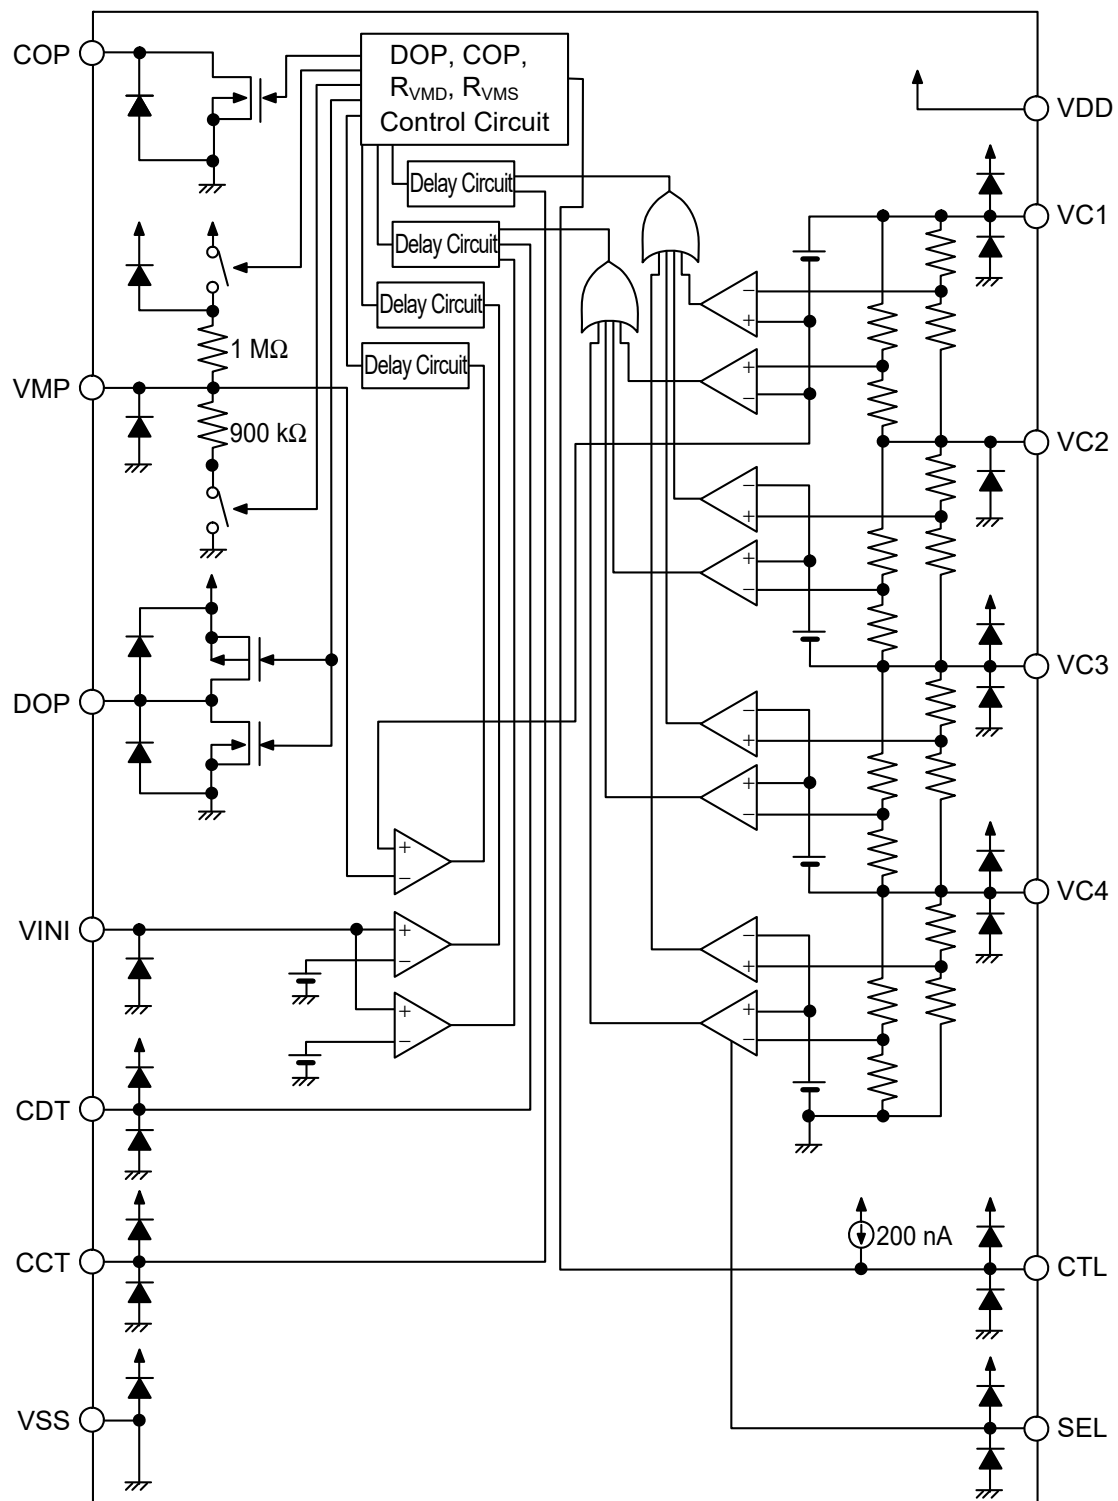 COP
DOP, COP,
RVMD, RVMS
Control Circuit
VDD
Delay Circuit
VC1
Delay Circuit
Delay Circuit
1 MΩ
Delay Circuit
VMP
900 kΩ
VC2
DOP
VC3
VINI
VC4
CDT
CCT
200 nA
CTL
VSS
SEL
−
+
+
−
−
+
+
−
−
+
+
−
+
−
−
+
+
−
+
−
+
−